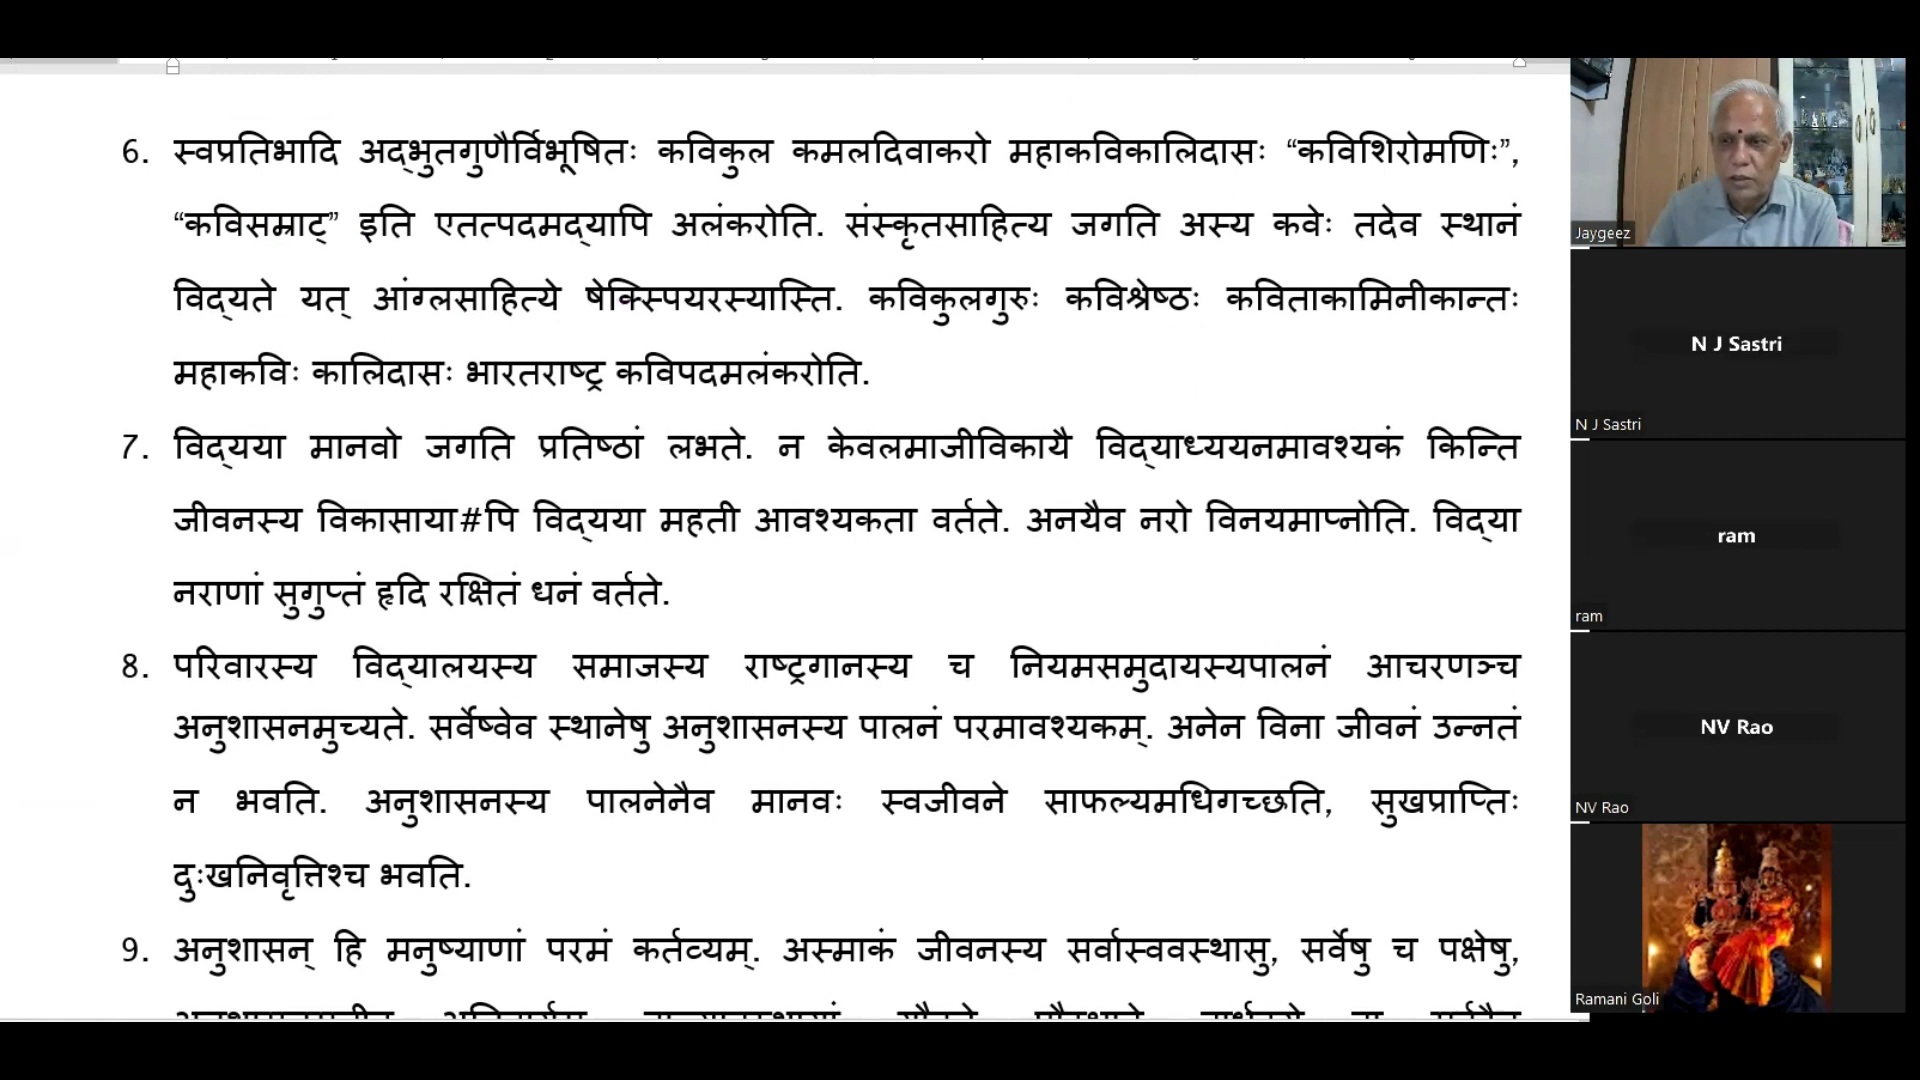 6. स्वप्रतिभादि अद्भुतगुणैर्विभूषितः कविकुल कमलदिवाकरो महाकविकालिदासः “कविशिरोमणिः”,
“कविसम्राट्” इति एतत्पदमद्यापि अलंकरोति. संस्कृतसाहित्य जगति अस्य कवेः तदेव स्थानं
विद्यते यत् आंग्लसाहित्ये षेक्स्पियरस्यास्ति. कविकुलगुरुः कविश्रेष्ठः कविताकामिनीकान्तः
महाकविः कालिदासः भारतराष्ट्र कविपदमलंकरोति.
7. विद्यया मानवो जगति प्रतिष्ठां लभते. न केवलमाजीविकायै विद्याध्ययनमावश्यकं किन्ति
जीवनस्य विकासाया#पि विद्यया महती आवश्यकता वर्तते. अनयैव नरो विनयमाप्नोति. विद्या
नराणां सुगुप्तं हृदि रक्षितं धनं वर्तते.
8. परिवारस्य विद्यालयस्य समाजस्य राष्ट्रगानस्य च नियमसमुदायस्यपालनं आचरणञ्च
अनुशासनमुच्यते. सर्वेष्वेव स्थानेषु अनुशासनस्य पालनं परमावश्यकम्. अनेन विना जीवनं उन्नतं
न भवति. अनुशासनस्य पालनेनैव मानवः स्वजीवने साफल्यमधिगच्छति, सुखप्राप्तिः
दुःखनिवृत्तिश्च भवति.
9. अनुशासन् हि मनुष्याणां परमं कर्तव्यम्. अस्माकं जीवनस्य सर्वास्ववस्थासु, सर्वेषु च पक्षेषु,
Jaygeez
N J Sastri
N J Sastri
ram
ram
NV Rao
NV Rao
Ramani Goli